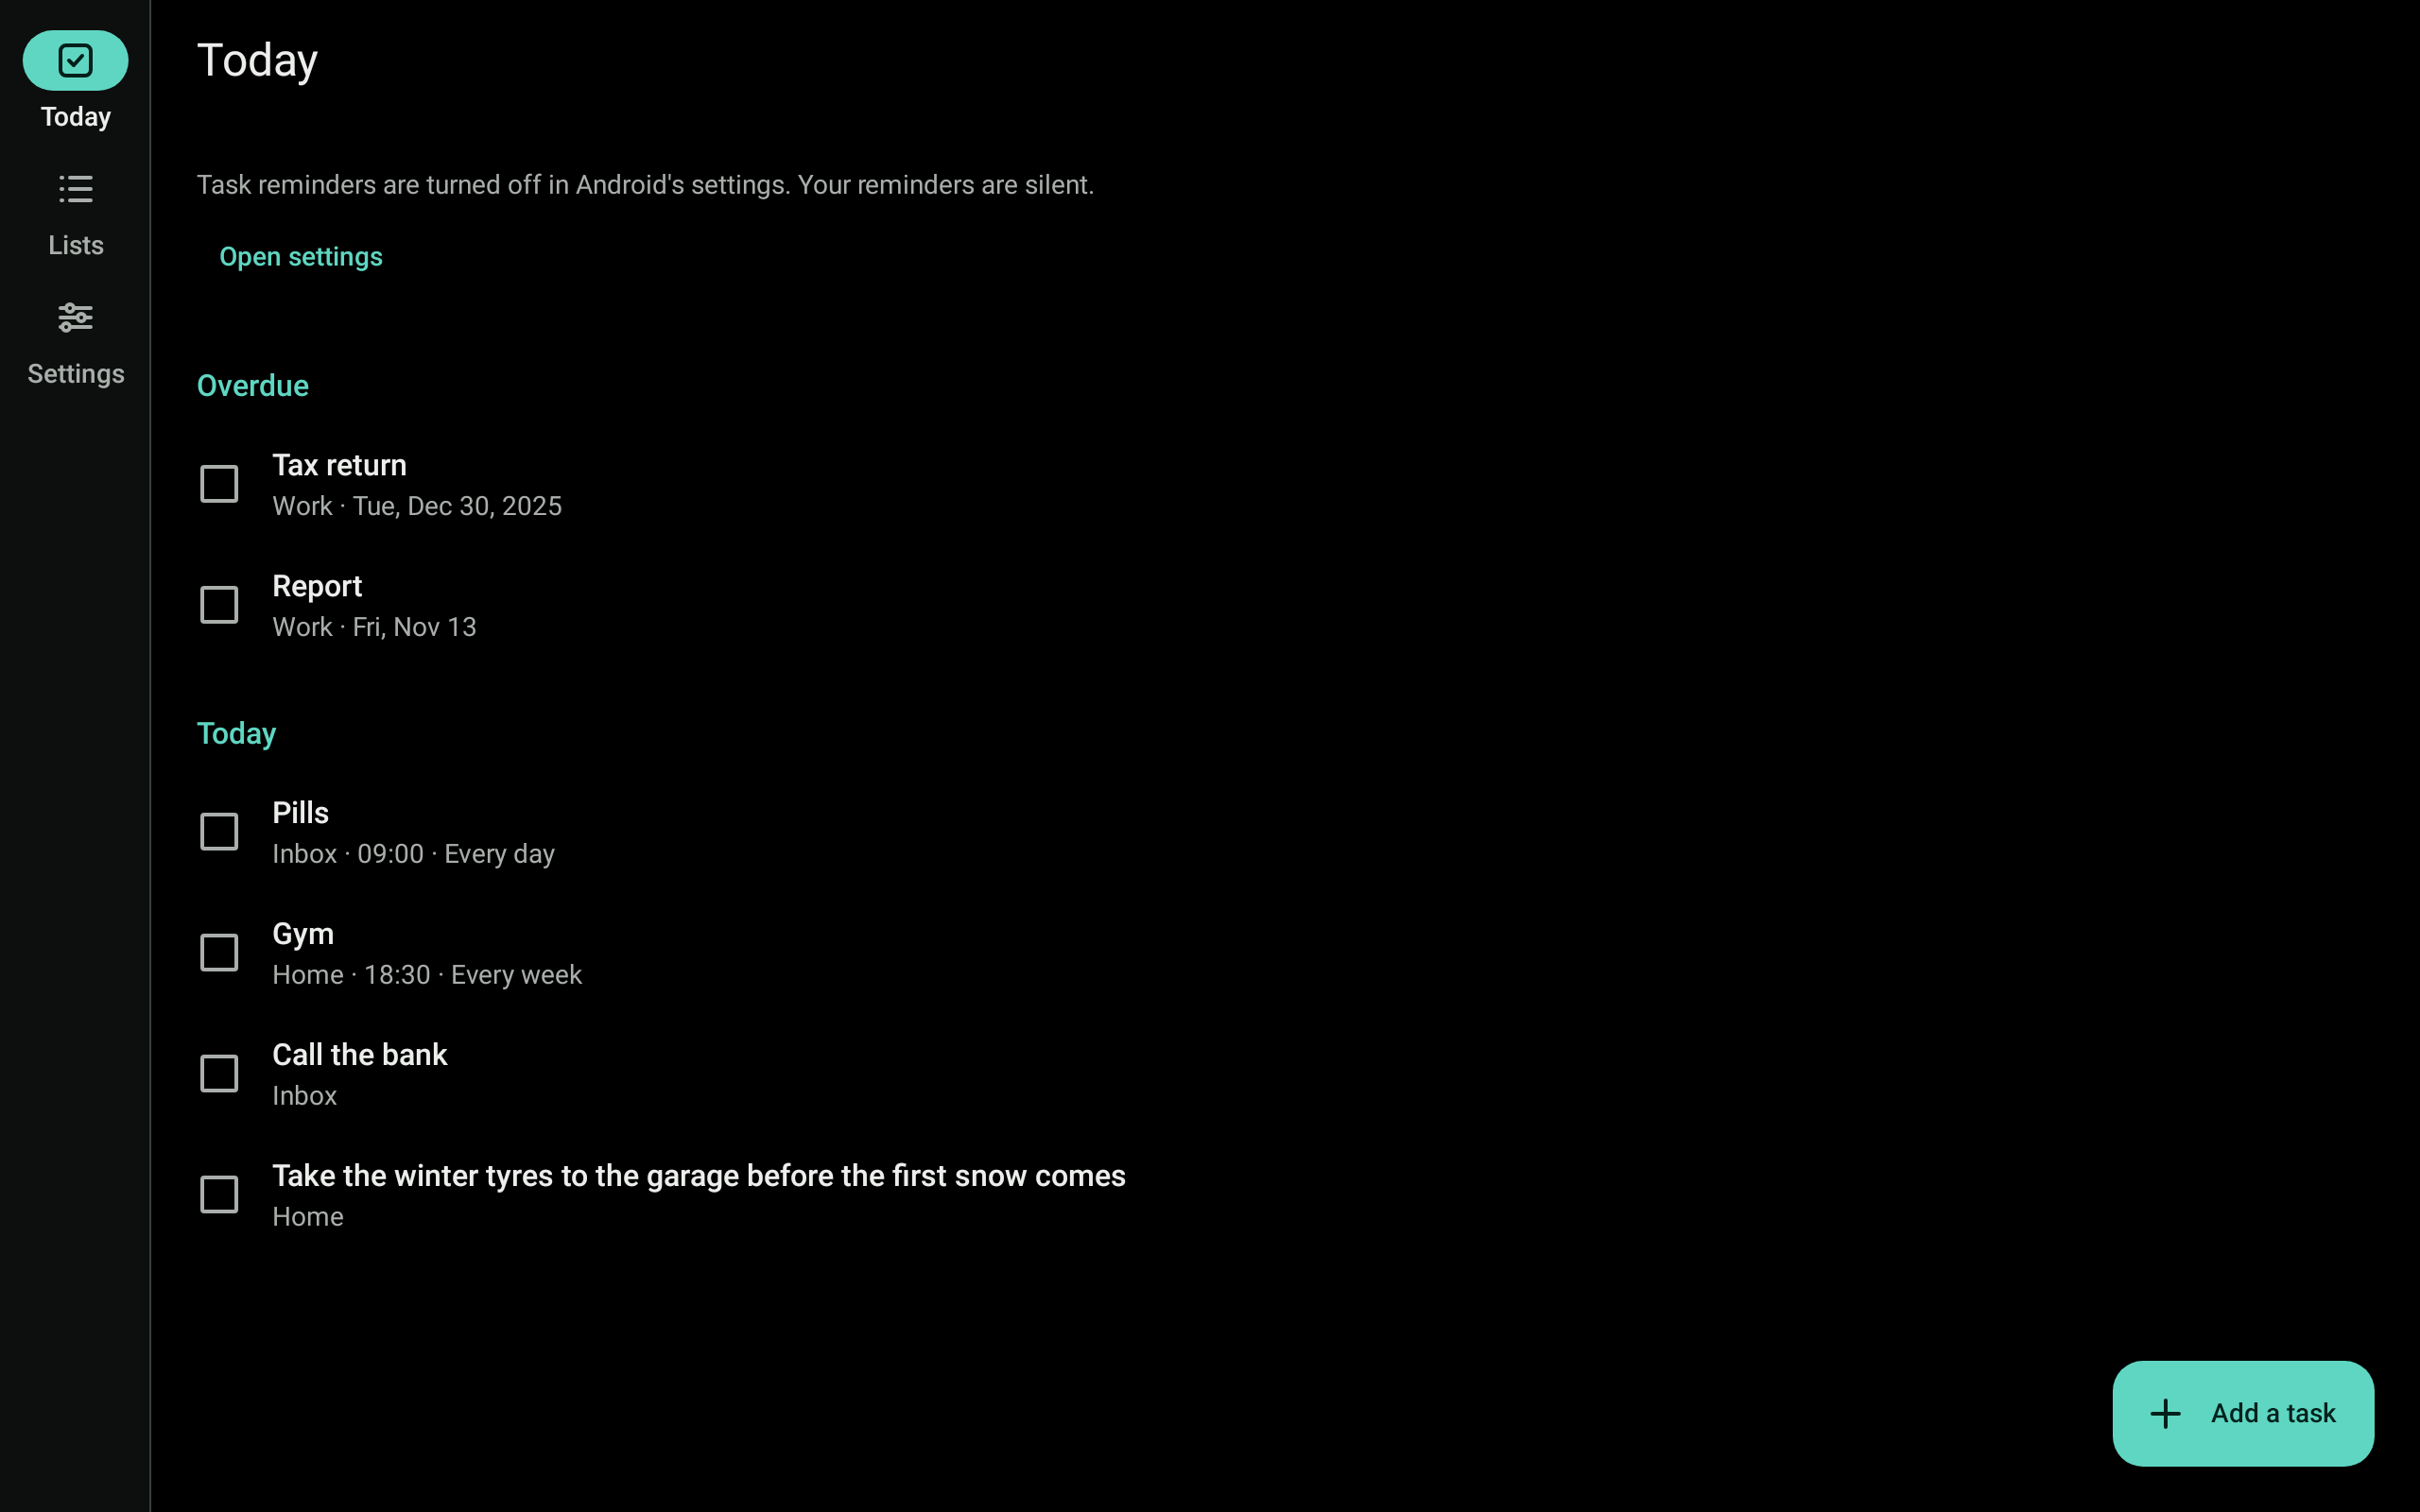 Today
Lists
Settings
Today
Task reminders are turned off in Android's settings. Your reminders are silent.
Open settings
Overdue
Tax return
Work · Tue, Dec 30, 2025
Report
Work · Fri, Nov 13
Today
Pills
Inbox · 09:00 · Every day
Gym
Home · 18:30 · Every week
Call the bank
Inbox
Take the winter tyres to the garage before the first snow comes
Home
Add a task